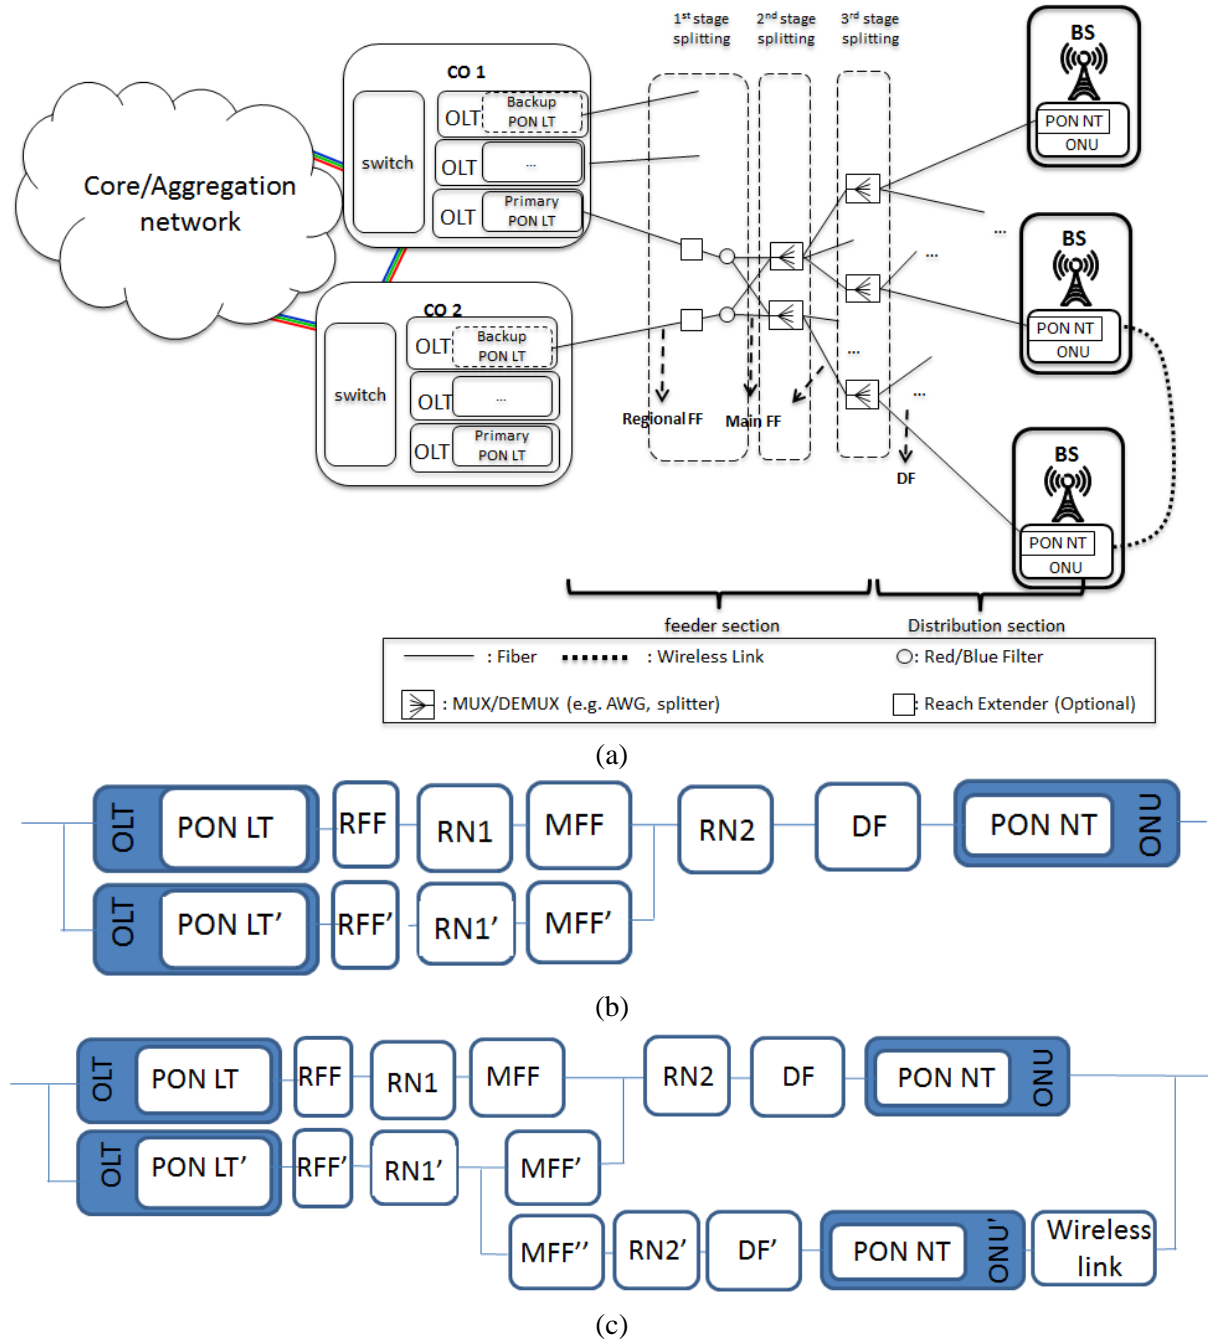 1st stage splitting
2nd stage splitting
3rd stage splitting
BS
PON NT
ONU
CO 1
switch
OLT
Backup
PON LT
OLT
...
OLT
Primary
PON LT
Core/Aggregation
network
...
...
BS
PON NT
ONU
CO 2
switch
OLT
Backup
PON LT
OLT
...
OLT
Primary
PON LT
...
...
Regional FF
Main FF
DF
BS
PON NT
ONU
feeder section
Distribution section
: Fiber
: Wireless Link
: Red/Blue Filter
: MUX/DEMUX (e.g. AWG, splitter)
: Reach Extender (Optional)
(a)
OLT
PON LT
RFF
RN1
MFF
RN2
DF
PON NT
ONU
OLT
PON LT’
RFF’
RN1’
MFF’
(b)
OLT
PON LT
RFF
RN1
MFF
RN2
DF
PON NT
ONU
OLT
PON LT’
RFF’
RN1’
MFF’
MFF’’
RN2’
DF’
PON NT
ONU’
Wireless
link
(c)